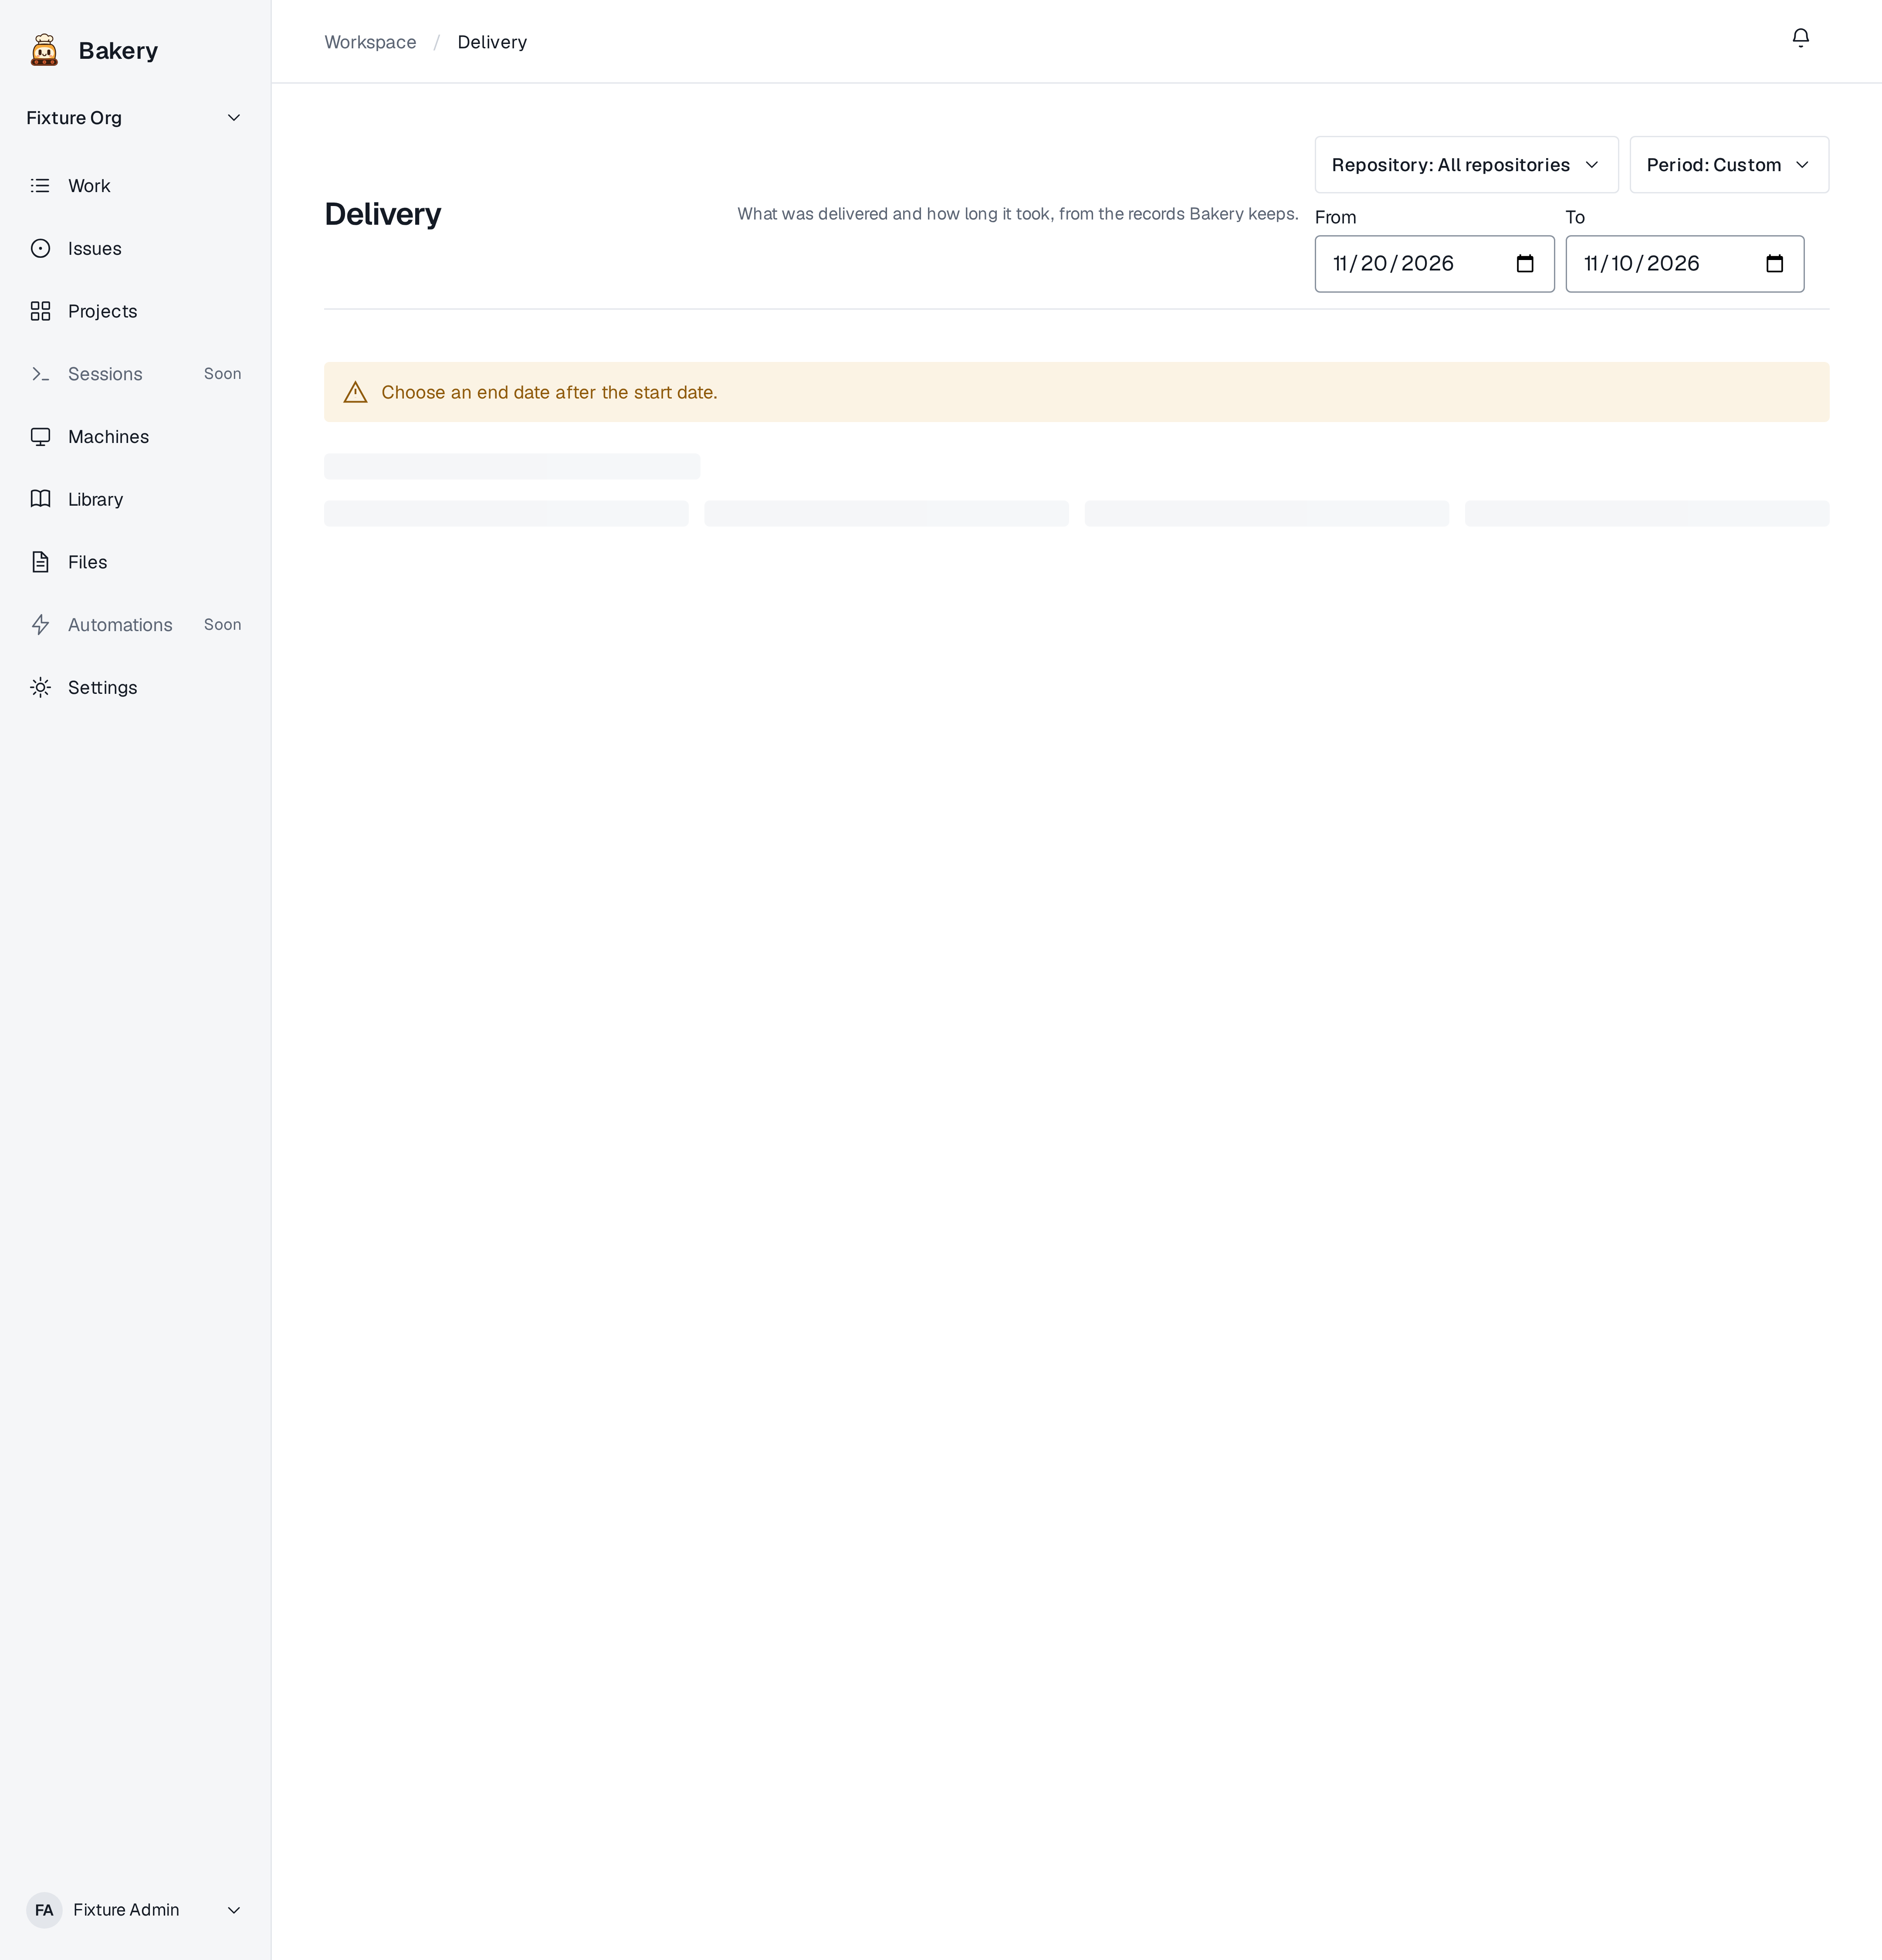 Bakery
Fixture Org
Work
Issues
Projects
Sessions Soon
Machines
Library
Files
Automations Soon
Settings
FA Fixture Admin
Workspace / Delivery
Delivery
What was delivered and how long it took, from the records Bakery keeps.
Repository: All repositories
Period: Custom
From
To
11/20/2026
11/10/2026
Choose an end date after the start date.